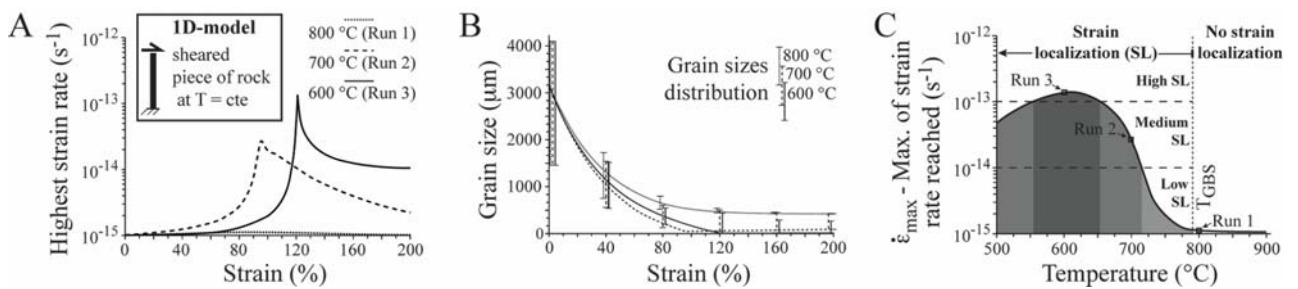 A
1D-model
sheared
piece of rock
at T = cte
800 °C (Run 1)
700 °C (Run 2)
600 °C (Run 3)
Highest strain rate (s⁻¹)
10⁻¹²
10⁻¹³
10⁻¹⁴
10⁻¹⁵
0 40 80 120 160 200
Strain (%)
B
Grain size (µm)
4000
3000
2000
1000
0
Grain sizes
distribution
800 °C
700 °C
600 °C
0 40 80 120 160 200
Strain (%)
C
ε̇max - Max. of strain
rate reached (s⁻¹)
10⁻¹²
10⁻¹³
10⁻¹⁴
10⁻¹⁵
Strain
localization (SL)
No strain
localization
High SL
Medium
SL
Low
SL
TGBS
Run 3
Run 2
Run 1
500 600 700 800 900
Temperature (°C)